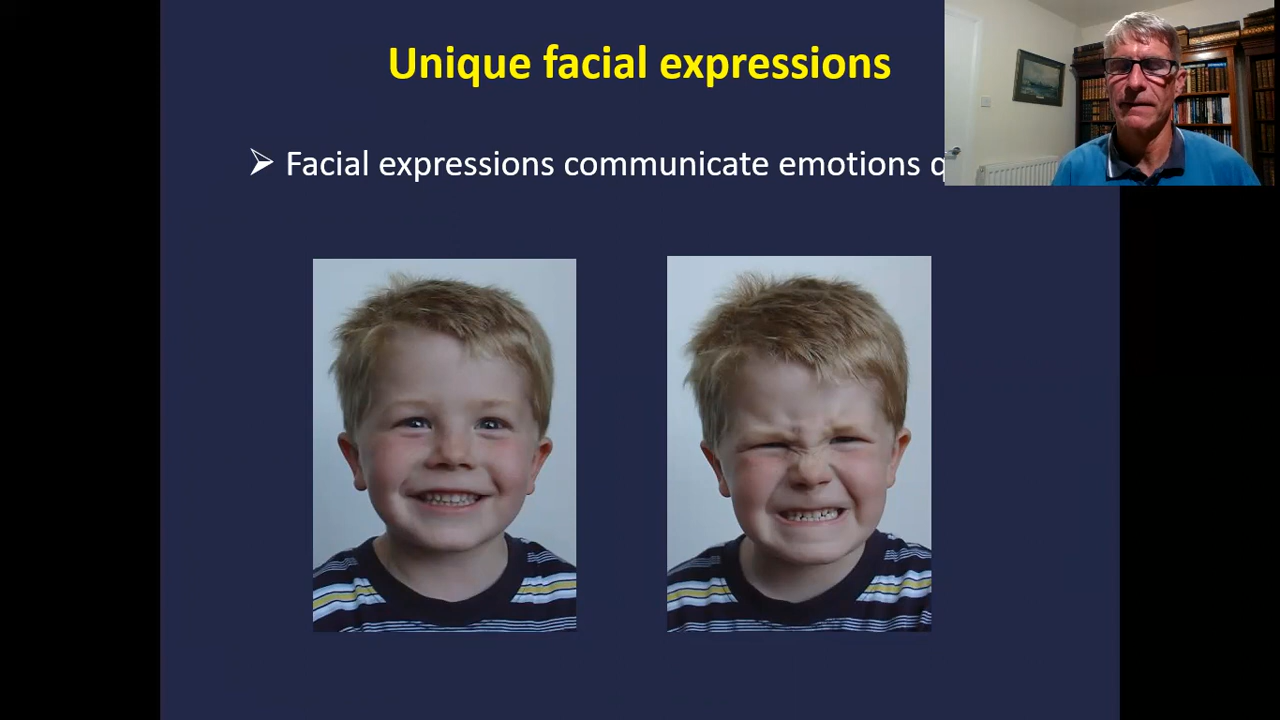 Unique facial expressions
➢ Facial expressions communicate emotions